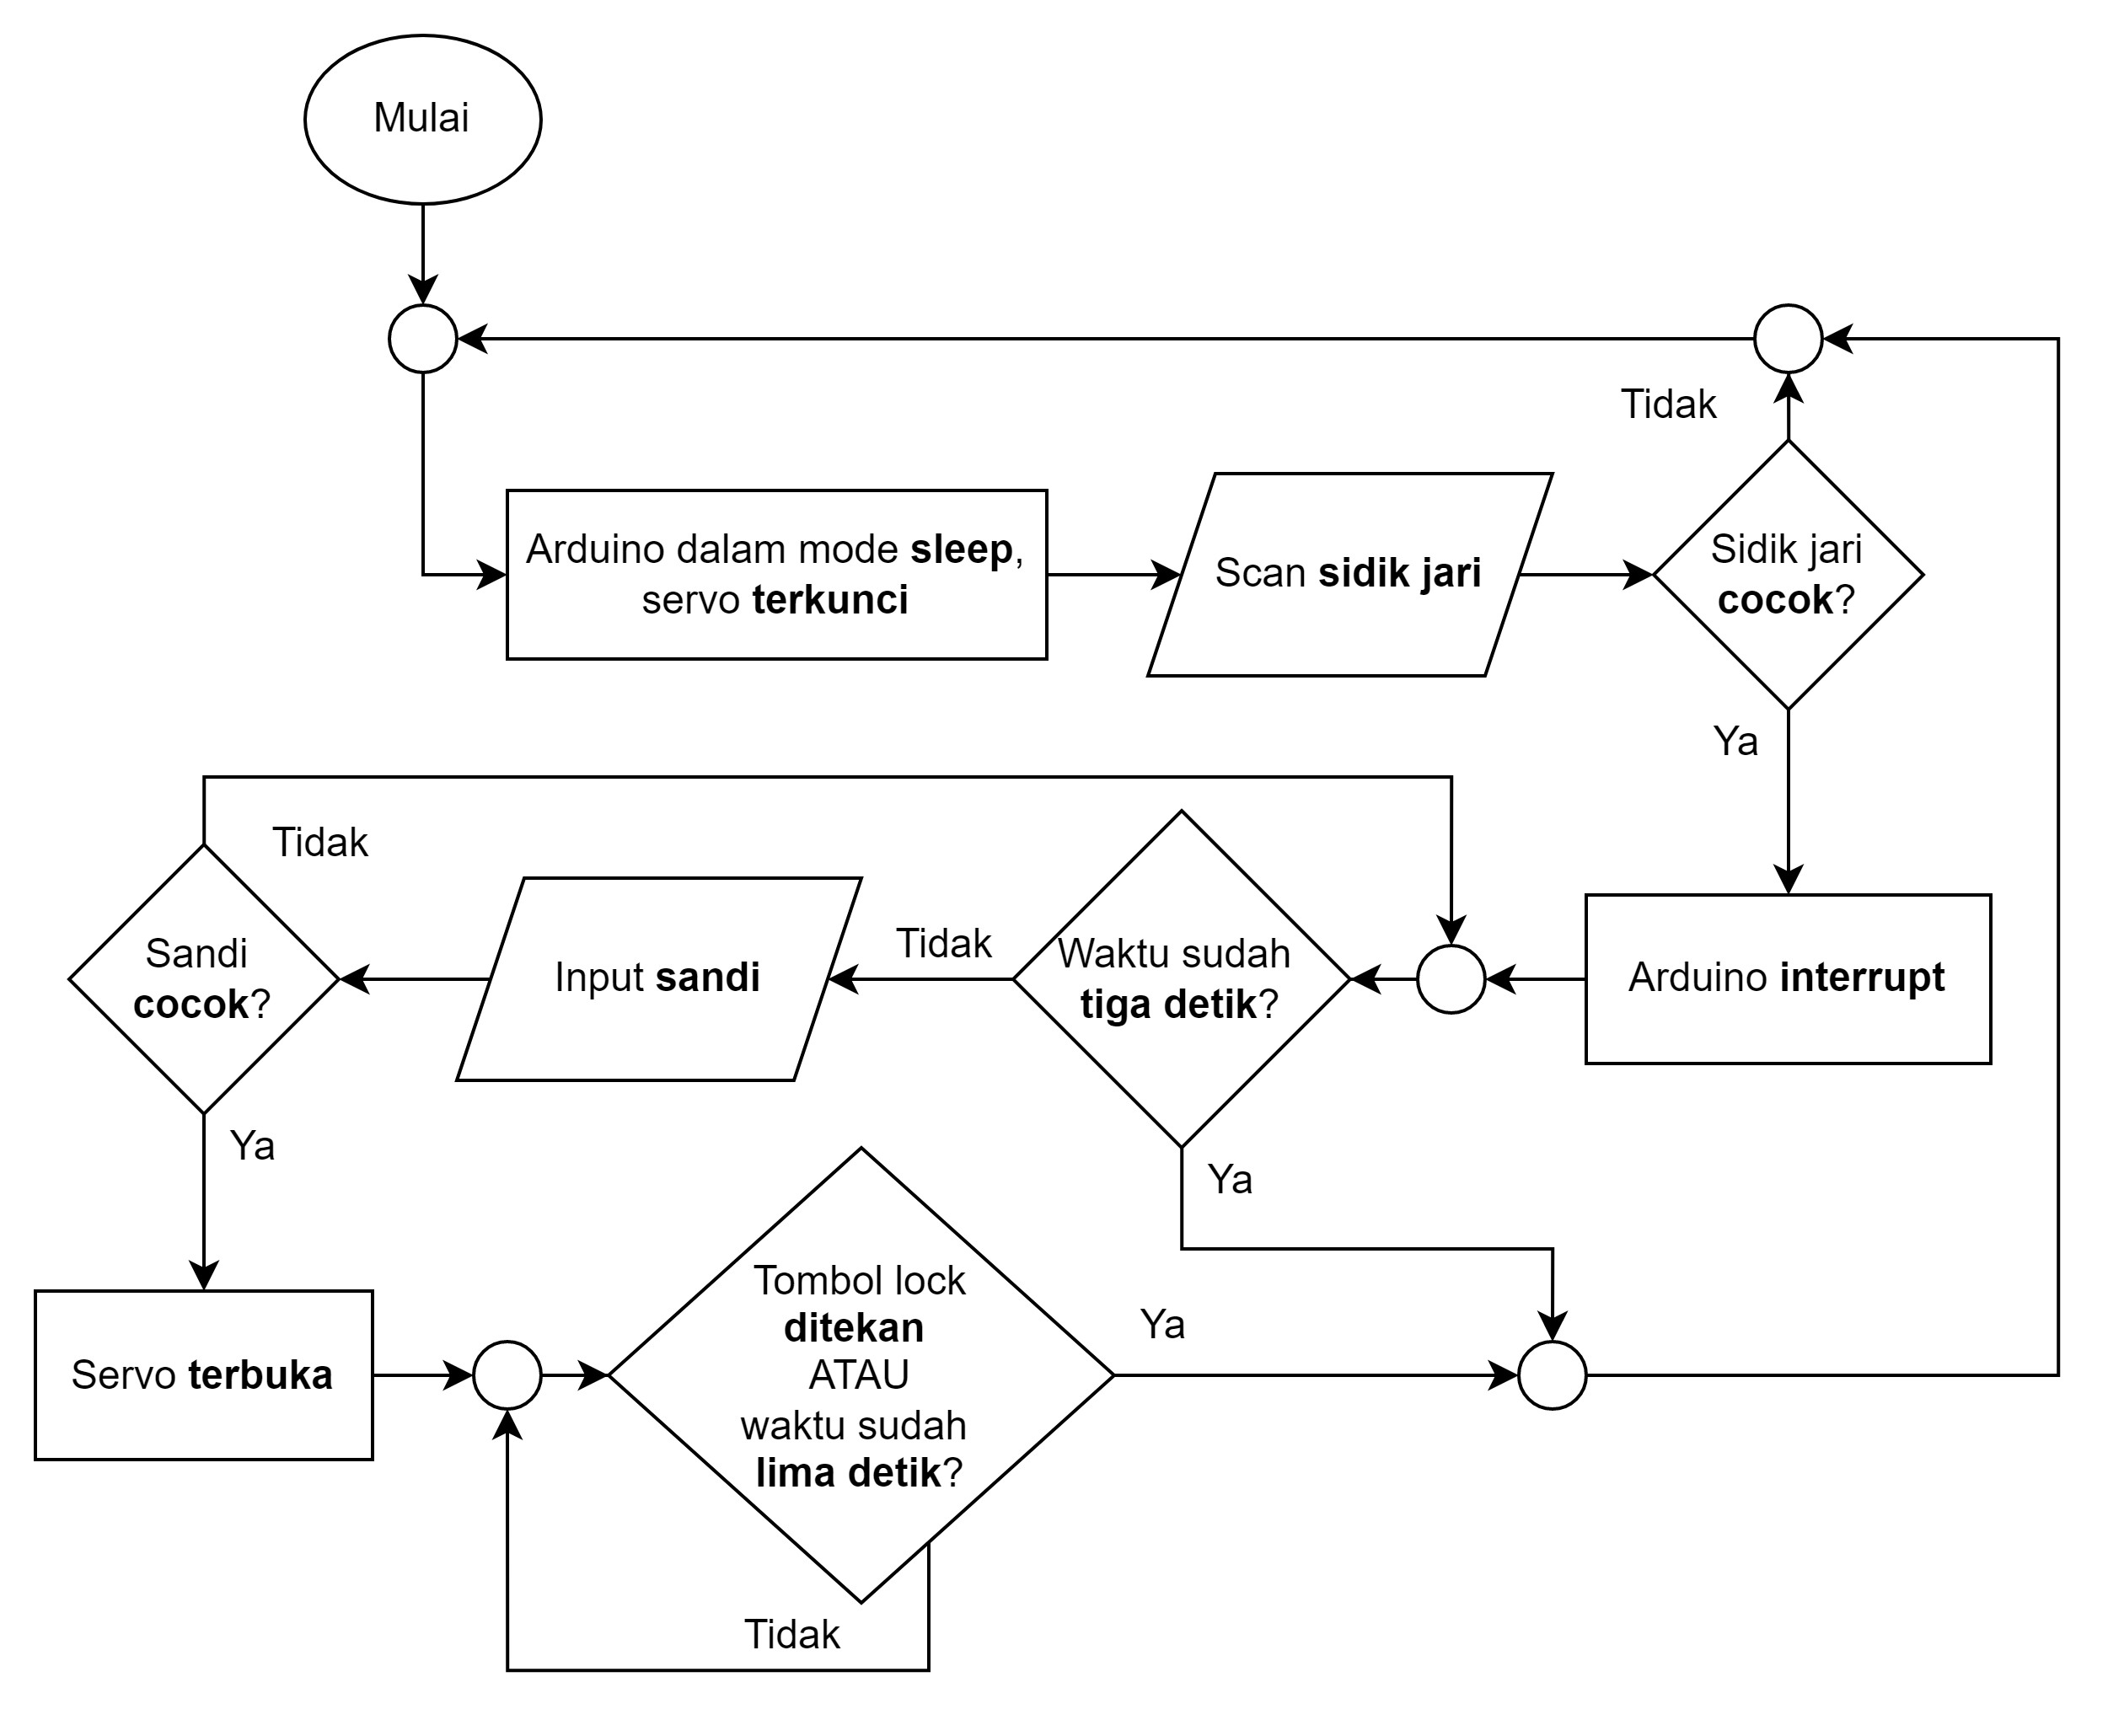 Mulai
Tidak
Arduino dalam mode sleep,
servo terkunci
Scan sidik jari
Sidik jari
cocok?
Ya
Tidak
Sandi
cocok?
Input sandi
Tidak
Waktu sudah
tiga detik?
Arduino interrupt
Ya
Ya
Servo terbuka
Tombol lock
ditekan
ATAU
waktu sudah
lima detik?
Ya
Tidak